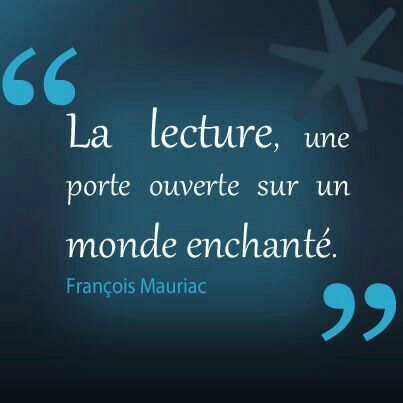 “
La lecture, une
porte ouverte sur un
monde enchanté.
François Mauriac
”